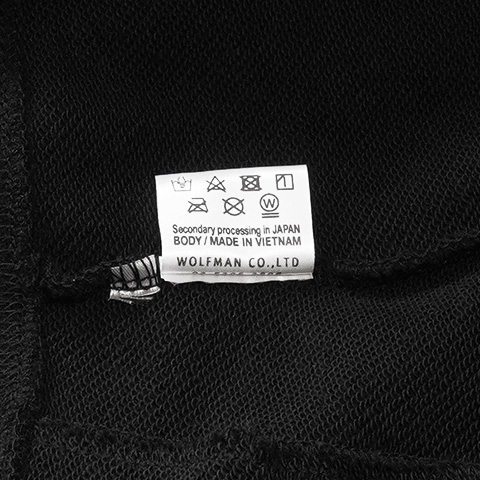 W
Secondary processing in JAPAN
BODY / MADE IN VIETNAM
WOLFMAN CO.,LTD